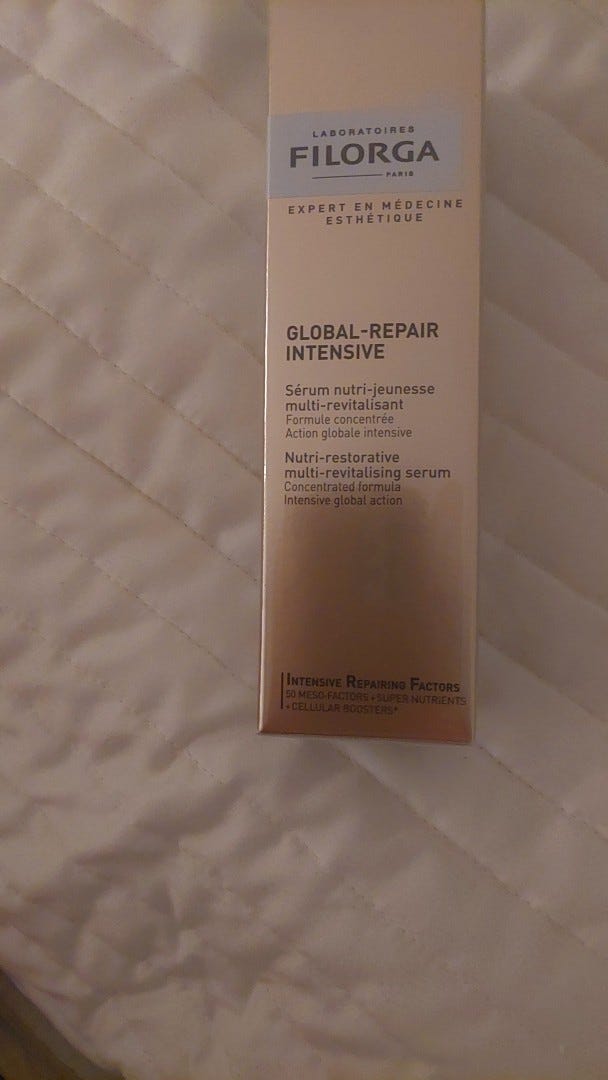 LABORATOIRES
FILORGA
PARIS
EXPERT EN MÉDECINE
ESTHÉTIQUE
GLOBAL-REPAIR
INTENSIVE
Sérum nutri-jeunesse
multi-revitalisant
Formule concentrée
Action globale intensive
Nutri-restorative
multi-revitalising serum
Concentrated formula
Intensive global action
INTENSIVE REPAIRING FACTORS
50 MESO-FACTORS + SUPER NUTRIENTS
+ CELLULAR BOOSTERS*